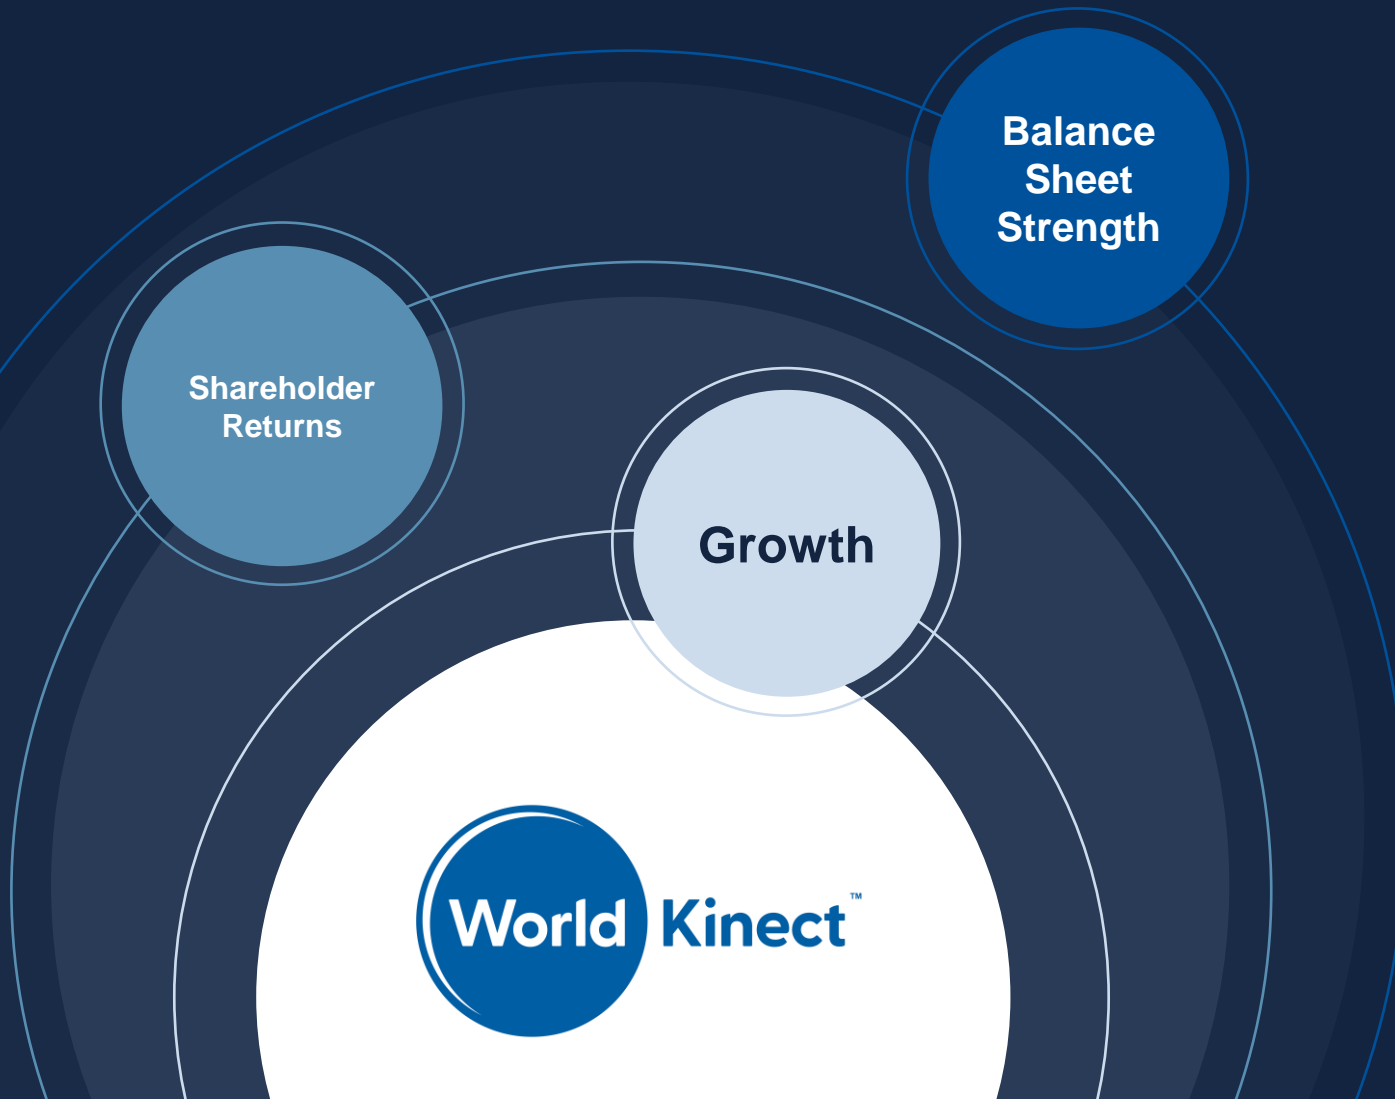 Balance
Sheet
Strength
Shareholder
Returns
Growth
World Kinect™